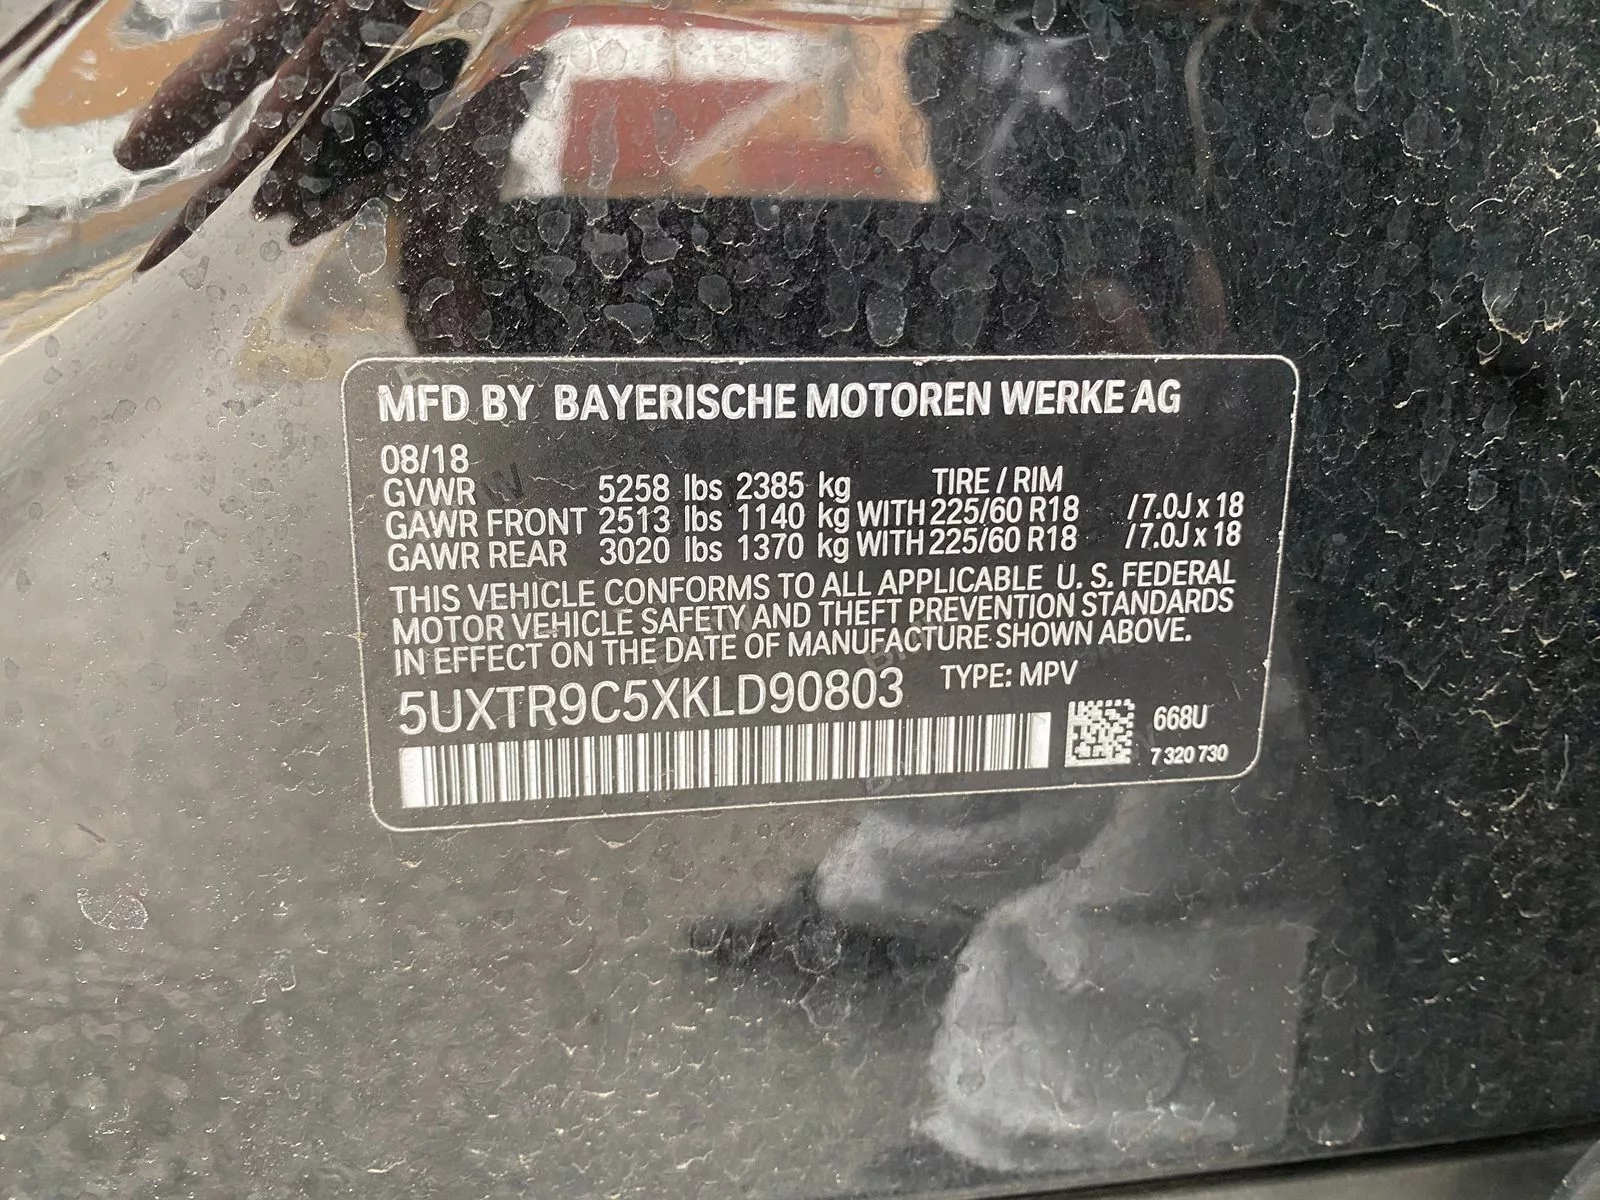 MFD BY BAYERISCHE MOTOREN WERKE AG
08/18
GVWR 5258 lbs 2385 kg TIRE / RIM
GAWR FRONT 2513 lbs 1140 kg WITH 225/60 R18 /7.0J x 18
GAWR REAR 3020 lbs 1370 kg WITH 225/60 R18 /7.0J x 18
THIS VEHICLE CONFORMS TO ALL APPLICABLE U. S. FEDERAL
MOTOR VEHICLE SAFETY AND THEFT PREVENTION STANDARDS
IN EFFECT ON THE DATE OF MANUFACTURE SHOWN ABOVE.
5UXTR9C5XKLD90803 TYPE: MPV
668U
7 320 730